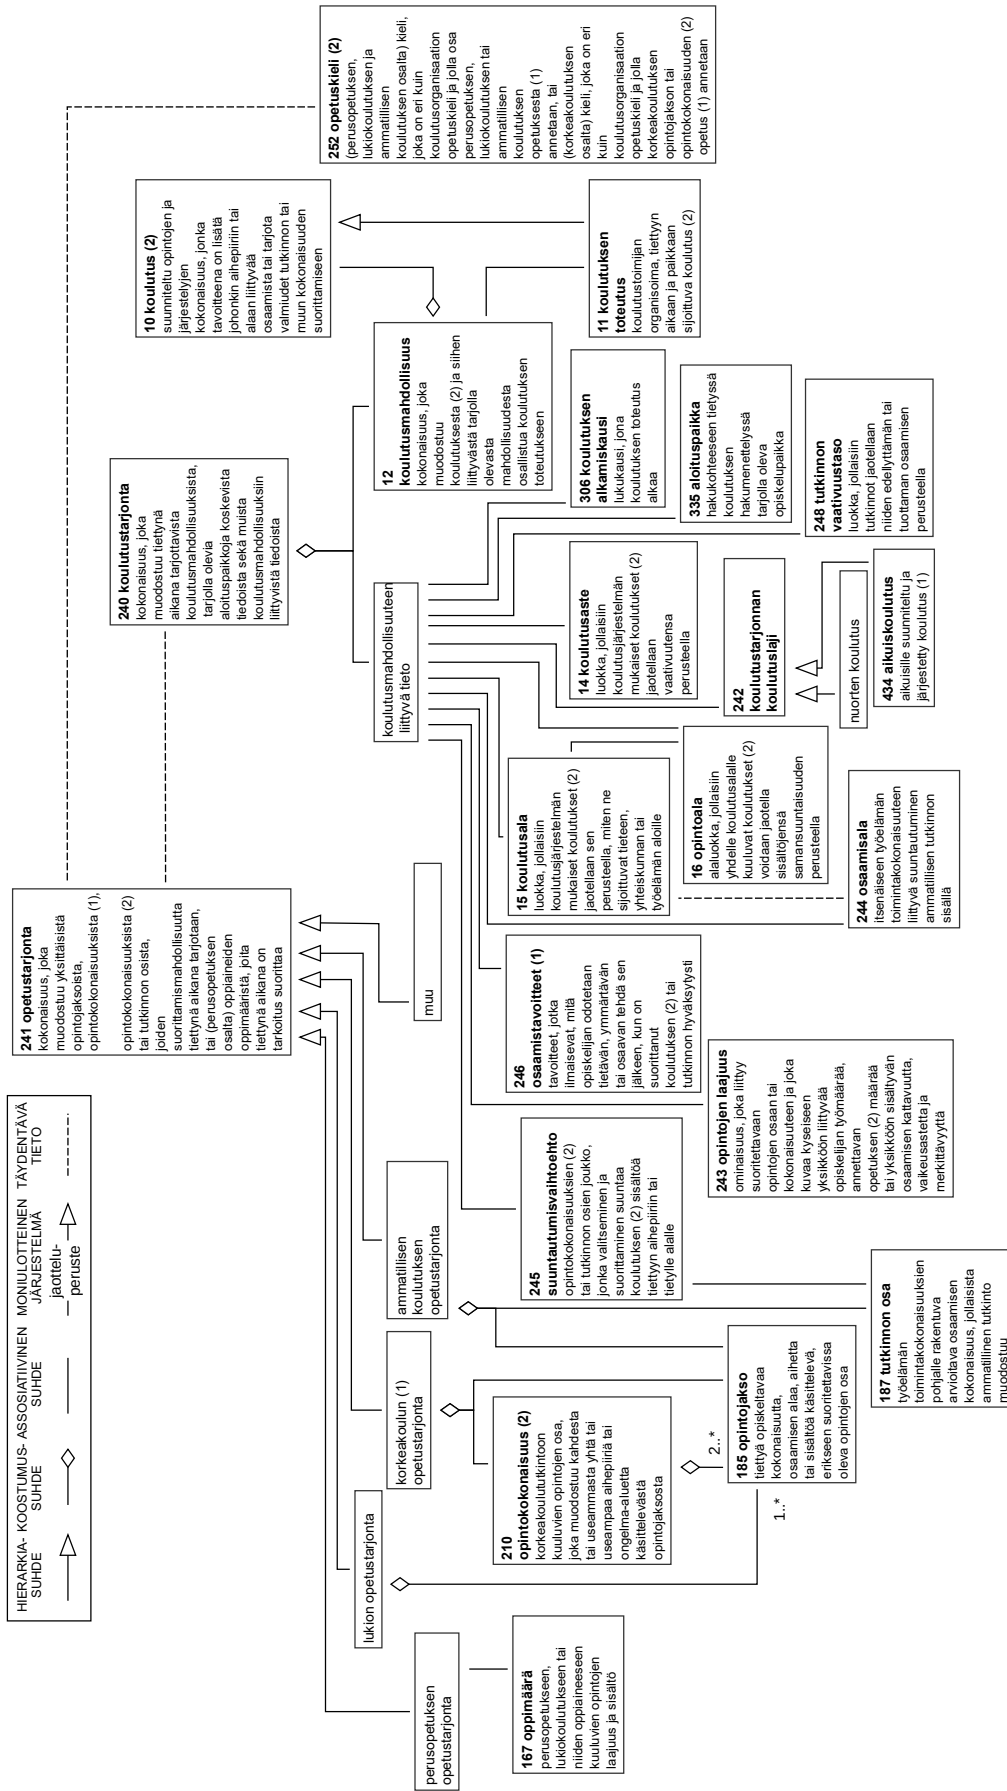 HIERARKIA-
SUHDE
KOOSTUMUS-
SUHDE
ASSOSIATIIVINEN
SUHDE
MONIULOTTEINEN
JÄRJESTELMÄ
jaottelu-
peruste
TÄYDENTÄVÄ
TIETO
241 opetustarjonta
kokonaisuus, joka
muodostuu yksittäisistä
opintojaksoista,
opintokokonaisuuksista (1),
opintokokonaisuuksista (2)
tai tutkinnon osista,
joiden
suorittamismahdollisuutta
tiettynä aikana tarjotaan,
tai (perusopetuksen
osalta) oppiaineiden
oppimääristä, joita
tiettynä aikana on
tarkoitus suorittaa
240 koulutustarjonta
kokonaisuus, joka
muodostuu tiettynä
aikana tarjottavista
koulutusmahdollisuuksista,
tarjolla olevia
aloituspaikkoja koskevista
tiedoista sekä muista
koulutusmahdollisuuksiin
liittyvistä tiedoista
10 koulutus (2)
suunniteltu opintojen ja
järjestelyjen
kokonaisuus, jonka
tavoitteena on lisätä
johonkin aihepiiriin tai
alaan liittyvää
osaamista tai tarjota
valmiudet tutkinnon tai
muun kokonaisuuden
suorittamiseen
252 opetuskieli (2)
(perusopetuksen,
lukiokoulutuksen ja
ammatillisen
koulutuksen osalta) kieli,
joka on eri kuin
koulutusorganisaation
opetuskieli ja jolla osa
perusopetuksen,
lukiokoulutuksen tai
ammatillisen
koulutuksen
opetuksesta (1)
annetaan, tai
(korkeakoulutuksen
osalta) kieli, joka on eri
kuin
koulutusorganisaation
opetuskieli ja jolla
korkeakoulutuksen
opintojakson tai
opintokokonaisuuden (2)
opetus (1) annetaan
perusopetuksen
opetustarjonta
lukion opetustarjonta
korkeakoulun (1)
opetustarjonta
ammatillisen
koulutuksen
opetustarjonta
muu
koulutusmahdollisuuteen
liittyvä tieto
12
koulutusmahdollisuus
kokonaisuus, joka
muodostuu
koulutuksesta (2) ja siihen
liittyvästä tarjolla
olevasta
mahdollisuudesta
osallistua koulutuksen
toteutukseen
11 koulutuksen
toteutus
koulutustoimijan
organisoima, tiettyyn
aikaan ja paikkaan
sijoittuva koulutus (2)
167 oppimäärä
perusopetukseen,
lukiokoulutukseen tai
niiden oppiaineeseen
kuuluvien opintojen
laajuus ja sisältö
210
opintokokonaisuus (2)
korkeakoulututkintoon
kuuluvien opintojen osa,
joka muodostuu kahdesta
tai useammasta yhtä tai
useampaa aihepiiriä tai
ongelma-aluetta
käsittelevästä
opintojaksosta
245
suuntautumisvaihtoehto
opintokokonaisuuksien (2)
tai tutkinnon osien joukko,
jonka valitseminen ja
suorittaminen suuntaa
koulutuksen (2) sisältöä
tiettyyn aihepiiriin tai
tietylle alalle
246
osaamistavoitteet (1)
tavoitteet, jotka
ilmaisevat, mitä
opiskelijan odotetaan
tietävän, ymmärtävän
tai osaavan tehdä sen
jälkeen, kun on
suorittanut
koulutuksen (2) tai
tutkinnon hyväksytysti
15 koulutusala
luokka, jollaisiin
koulutusjärjestelmän
mukaiset koulutukset (2)
jaotellaan sen
perusteella, miten ne
sijoittuvat tieteen,
yhteiskunnan tai
työelämän aloille
14 koulutusaste
luokka, jollaisiin
koulutusjärjestelmän
mukaiset koulutukset (2)
jaotellaan
vaativuutensa
perusteella
306 koulutuksen
alkamiskausi
lukukausi, jona
koulutuksen toteutus
alkaa
335 aloituspaikka
hakukohteeseen tietyssä
koulutuksen
hakumenettelyssä
tarjolla oleva
opiskelupaikka
2..*
1..*
185 opintojakso
tiettyä opiskeltavaa
kokonaisuutta,
osaamisen alaa, aihetta
tai sisältöä käsittelevä,
erikseen suoritettavissa
oleva opintojen osa
243 opintojen laajuus
ominaisuus, joka liittyy
suoritettavaan
opintojen osaan tai
kokonaisuuteen ja joka
kuvaa kyseiseen
yksikköön liittyvää
opiskelijan työmäärää,
annettavan
opetuksen (2) määrää
tai yksikköön sisältyvän
osaamisen kattavuutta,
vaikeusastetta ja
merkittävyyttä
16 opintoala
alaluokka, jollaisiin
yhdelle koulutusalalle
kuuluvat koulutukset (2)
voidaan jaotella
sisältöjensä
samansuuntaisuuden
perusteella
242
koulutustarjonnan
koulutuslaji
248 tutkinnon
vaativuustaso
luokka, jollaisiin
tutkinnot jaotellaan
niiden edellyttämän tai
tuottaman osaamisen
perusteella
187 tutkinnon osa
työelämän
toimintakokonaisuuksien
pohjalle rakentuva
arvioitava osaamisen
kokonaisuus, jollaisista
ammatillinen tutkinto
muodostuu
244 osaamisala
itsenäiseen työelämän
toimintakokonaisuuteen
liittyvä suuntautuminen
ammatillisen tutkinnon
sisällä
nuorten koulutus
434 aikuiskoulutus
aikuisille suunniteltu ja
järjestetty koulutus (1)